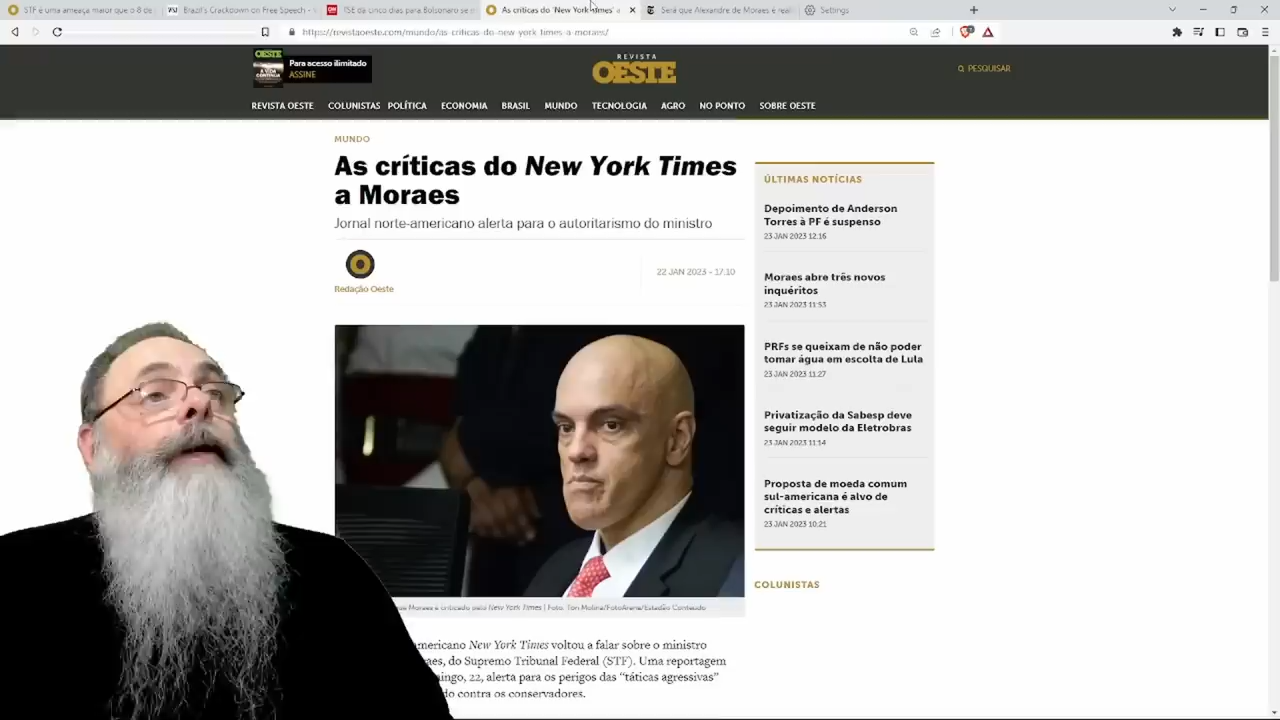 STF é uma ameaça maior que o 8 de
Brazil's Crackdown on Free Speech -
TSE dá cinco dias para Bolsonaro se
As críticas do 'New York Times' a
Será que Alexandre de Moraes é real
Settings
https://revistaoeste.com/mundo/as-criticas-do-new-york-times-a-moraes/
OESTE
A VIDA CONTINUA
Para acesso ilimitado
ASSINE
REVISTA
OESTE
PESQUISAR
REVISTA OESTE COLUNISTAS POLÍTICA ECONOMIA BRASIL MUNDO TECNOLOGIA AGRO NO PONTO SOBRE OESTE
MUNDO
As críticas do New York Times
a Moraes
Jornal norte-americano alerta para o autoritarismo do ministro
Redação Oeste
22 JAN 2023 - 17:10
Moraes é criticado pelo New York Times | Foto: Ton Molina/FotoArena/Estadão Conteúdo
mericano New York Times voltou a falar sobre o ministro
aes, do Supremo Tribunal Federal (STF). Uma reportagem
ingo, 22, alerta para os perigos das “táticas agressivas”
do contra os conservadores.
ÚLTIMAS NOTÍCIAS
Depoimento de Anderson
Torres à PF é suspenso
23 JAN 2023 12:16
Moraes abre três novos
inquéritos
23 JAN 2023 11:53
PRFs se queixam de não poder
tomar água em escolta de Lula
23 JAN 2023 11:27
Privatização da Sabesp deve
seguir modelo da Eletrobras
23 JAN 2023 11:14
Proposta de moeda comum
sul-americana é alvo de
críticas e alertas
23 JAN 2023 10:21
COLUNISTAS